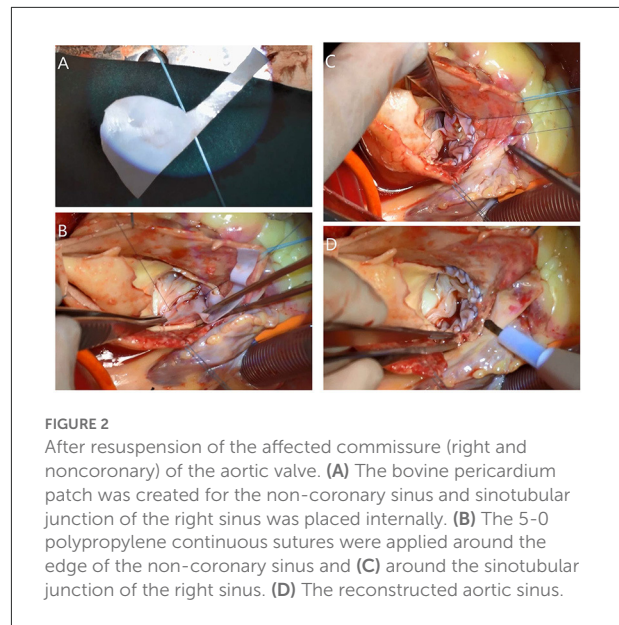 A
C
B
D
FIGURE 2
After resuspension of the affected commissure (right and
noncoronary) of the aortic valve. (A) The bovine pericardium
patch was created for the non-coronary sinus and sinotubular
junction of the right sinus was placed internally. (B) The 5-0
polypropylene continuous sutures were applied around the
edge of the non-coronary sinus and (C) around the sinotubular
junction of the right sinus. (D) The reconstructed aortic sinus.